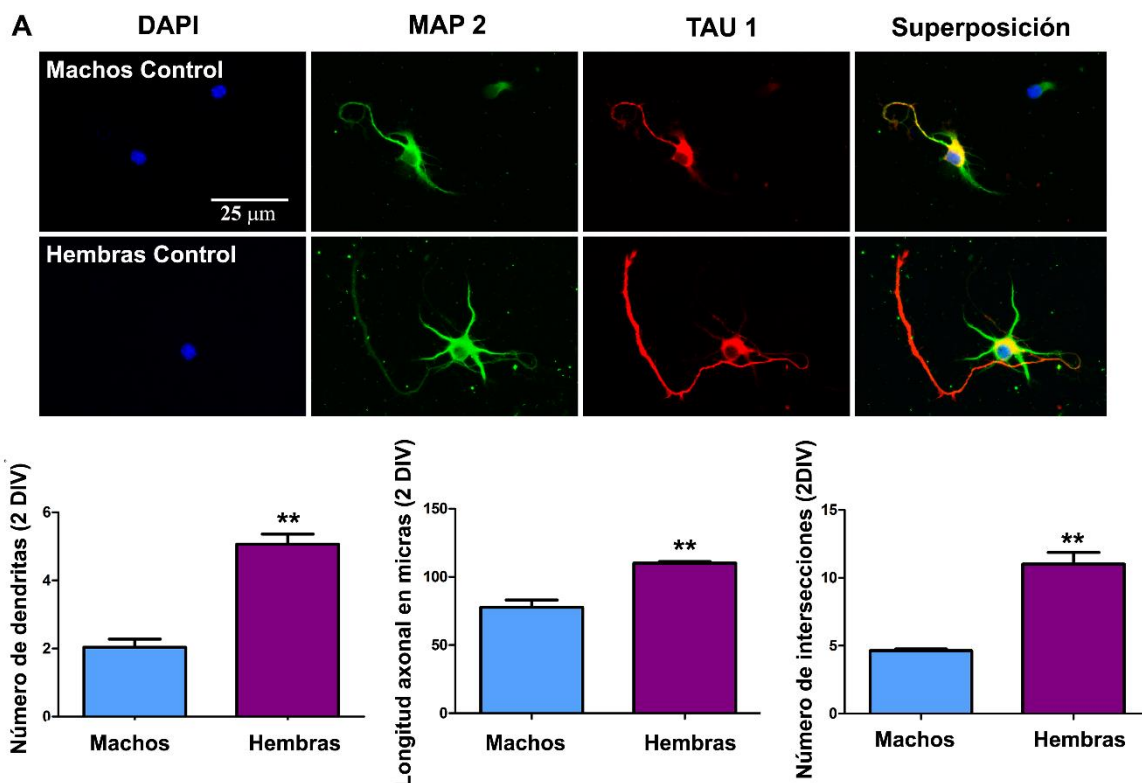 A
DAPI
MAP 2
TAU 1
Superposición
Machos Control
25 µm
Hembras Control
Número de dendritas (2 DIV)
6
4
2
0
**
Machos
Hembras
Longitud axonal en micras (2 DIV)
150
100
50
0
**
Machos
Hembras
Número de intersecciones (2DIV)
15
10
5
0
**
Machos
Hembras